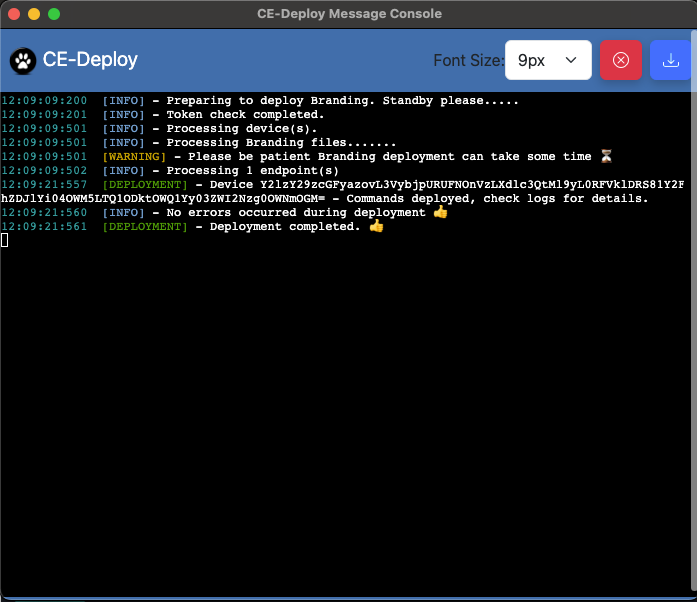 CE-Deploy Message Console
CE-Deploy
Font Size:
9px
12:09:09:200 [INFO] - Preparing to deploy Branding. Standby please.....
12:09:09:201 [INFO] - Token check completed.
12:09:09:501 [INFO] - Processing device(s).
12:09:09:501 [INFO] - Processing Branding files.......
12:09:09:501 [WARNING] - Please be patient Branding deployment can take some time ⏳
12:09:09:502 [INFO] - Processing 1 endpoint(s)
12:09:21:557 [DEPLOYMENT] - Device Y2lzY29zcGFyazovL3VybjpURUFNOnVzLXdlc3QtMl9yL0RFVklDRS81Y2F
hZDJlYi04OWM5LTQ1ODktOWQ1Yy03ZWI2Nzg0OWNmOGM= - Commands deployed, check logs for details.
12:09:21:560 [INFO] - No errors occurred during deployment 👍
12:09:21:561 [DEPLOYMENT] - Deployment completed. 👍